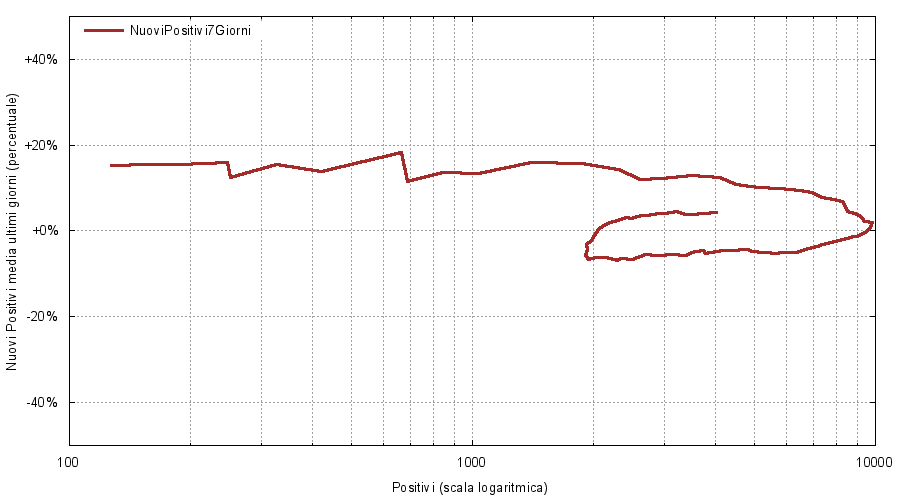 NuoviPositivi7Giorni
+40%
+20%
+0%
-20%
-40%
Nuovi Positivi media ultimi giorni (percentuale)
100 1000 10000
Positivi (scala logaritmica)